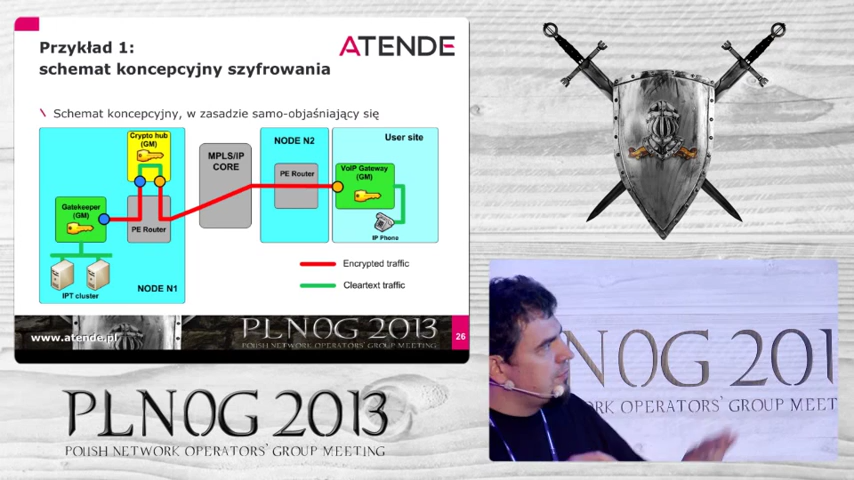 Przykład 1:
schemat koncepcyjny szyfrowania
ATENDE
\ Schemat koncepcyjny, w zasadzie samo-objaśniający się
Crypto hub
(GM)
Gatekeeper
(GM)
PE Router
IPT cluster
NODE N1
MPLS/IP
CORE
NODE N2
PE Router
User site
VoIP Gateway
(GM)
IP Phone
Encrypted traffic
Cleartext traffic
www.atende.pl
PLNOG 2013
POLISH NETWORK OPERATORS' GROUP MEETING
26
PLNOG 2013
POLISH NETWORK OPERATORS' GROUP MEETING
NOG 201
RK OPERATORS' GROUP MEET